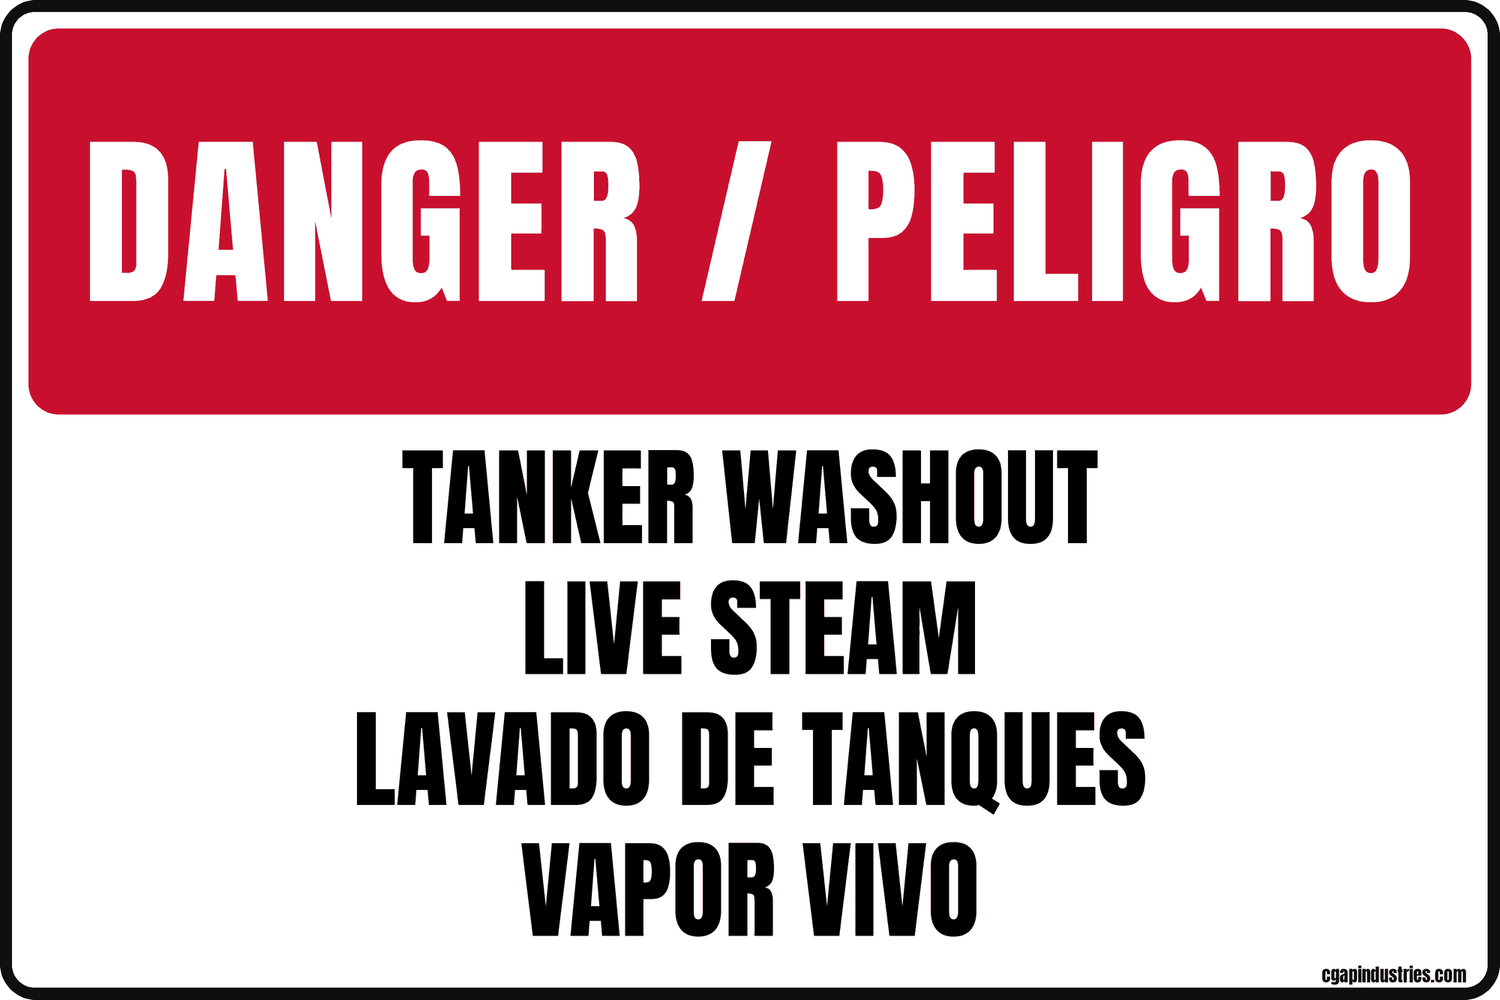 DANGER / PELIGRO
TANKER WASHOUT
LIVE STEAM
LAVADO DE TANQUES
VAPOR VIVO
cgapindustries.com